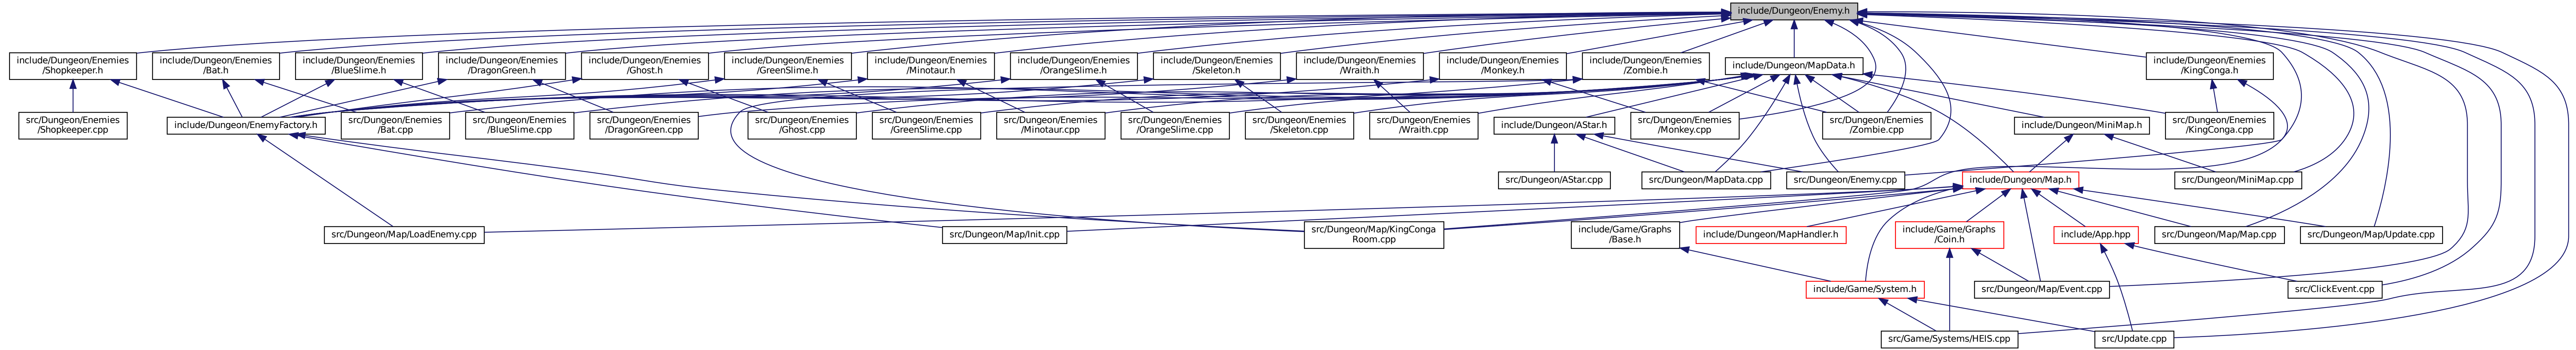 include/Dungeon/Enemy.h
include/Dungeon/Enemies
/Shopkeeper.h
include/Dungeon/Enemies
/Bat.h
include/Dungeon/Enemies
/BlueSlime.h
include/Dungeon/Enemies
/DragonGreen.h
include/Dungeon/Enemies
/Ghost.h
include/Dungeon/Enemies
/GreenSlime.h
include/Dungeon/Enemies
/Minotaur.h
include/Dungeon/Enemies
/OrangeSlime.h
include/Dungeon/Enemies
/Skeleton.h
include/Dungeon/Enemies
/Wraith.h
include/Dungeon/Enemies
/Monkey.h
include/Dungeon/Enemies
/Zombie.h
include/Dungeon/MapData.h
include/Dungeon/Enemies
/KingConga.h
src/Dungeon/Enemies
/Shopkeeper.cpp
include/Dungeon/EnemyFactory.h
src/Dungeon/Enemies
/Bat.cpp
src/Dungeon/Enemies
/BlueSlime.cpp
src/Dungeon/Enemies
/DragonGreen.cpp
src/Dungeon/Enemies
/Ghost.cpp
src/Dungeon/Enemies
/GreenSlime.cpp
src/Dungeon/Enemies
/Minotaur.cpp
src/Dungeon/Enemies
/OrangeSlime.cpp
src/Dungeon/Enemies
/Skeleton.cpp
src/Dungeon/Enemies
/Wraith.cpp
include/Dungeon/AStar.h
src/Dungeon/Enemies
/Monkey.cpp
src/Dungeon/Enemies
/Zombie.cpp
include/Dungeon/MiniMap.h
src/Dungeon/Enemies
/KingConga.cpp
src/Dungeon/AStar.cpp
src/Dungeon/MapData.cpp
src/Dungeon/Enemy.cpp
include/Dungeon/Map.h
src/Dungeon/MiniMap.cpp
src/Dungeon/Map/LoadEnemy.cpp
src/Dungeon/Map/Init.cpp
src/Dungeon/Map/KingConga
Room.cpp
include/Game/Graphs
/Base.h
include/Dungeon/MapHandler.h
include/Game/Graphs
/Coin.h
include/App.hpp
src/Dungeon/Map/Map.cpp
src/Dungeon/Map/Update.cpp
include/Game/System.h
src/Dungeon/Map/Event.cpp
src/ClickEvent.cpp
src/Game/Systems/HEIS.cpp
src/Update.cpp